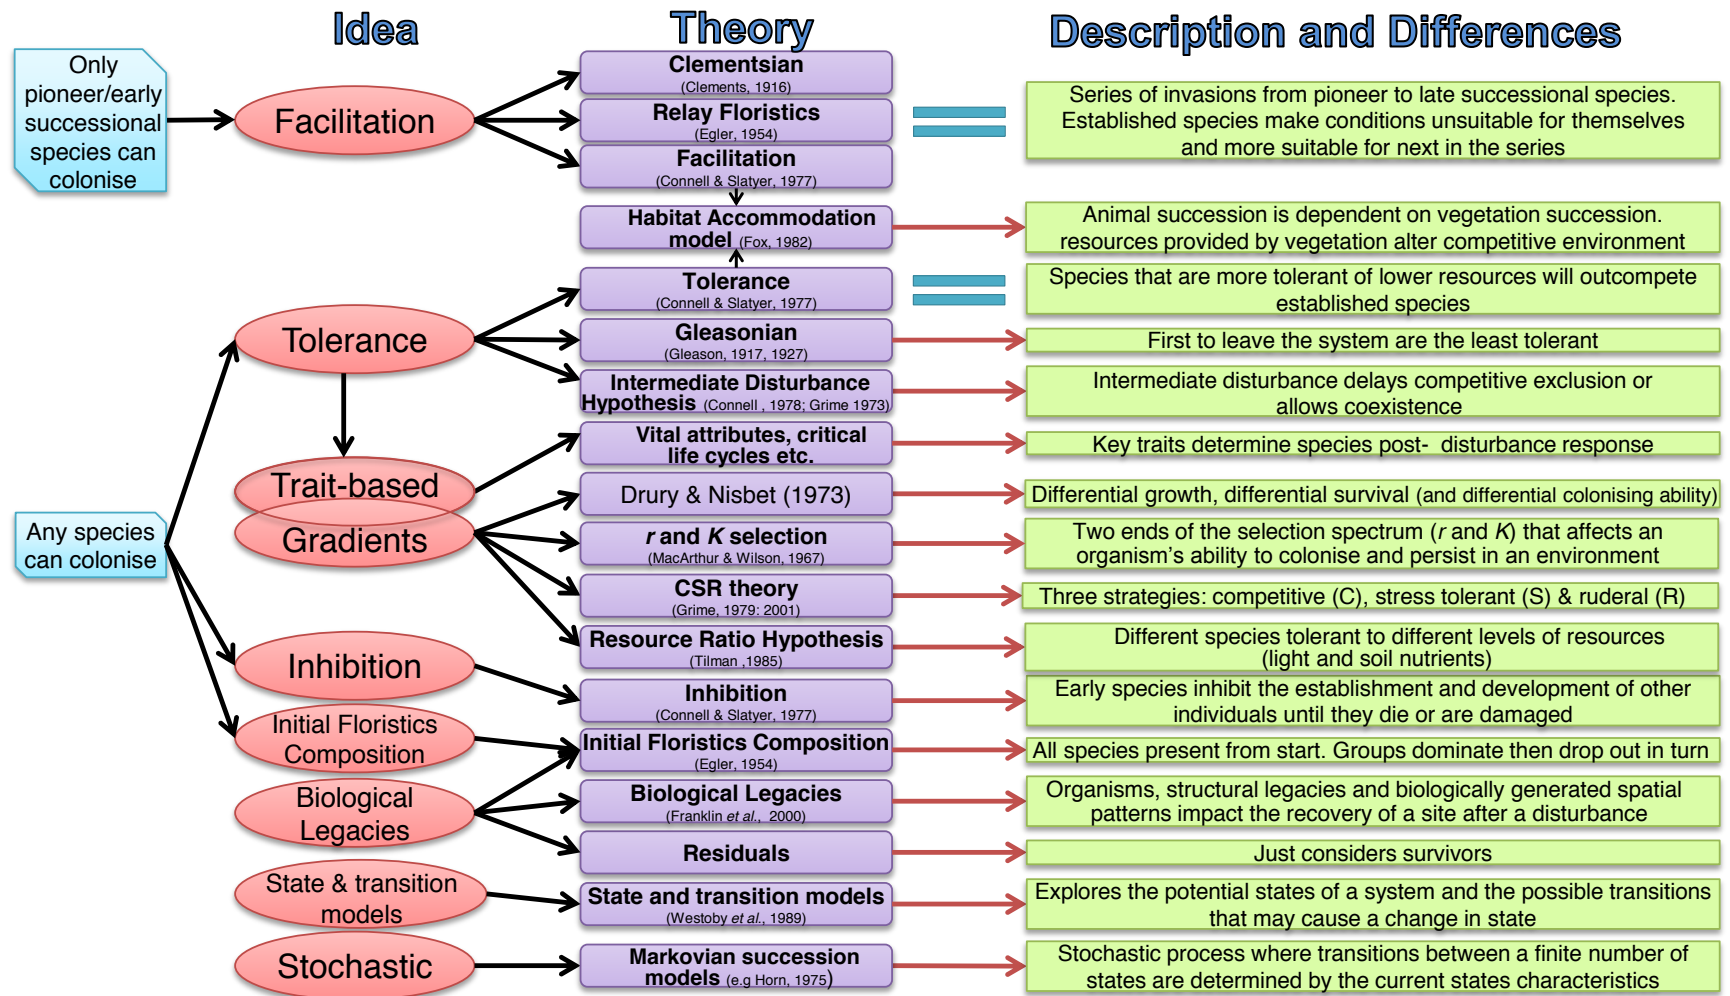 Idea
Theory
Description and Differences
Only
pioneer/early
successional
species can
colonise
Facilitation
Clementsian
(Clements, 1916)
Relay Floristics
(Egler, 1954)
Facilitation
(Connell & Slatyer, 1977)
Series of invasions from pioneer to late successional species.
Established species make conditions unsuitable for themselves
and more suitable for next in the series
Habitat Accommodation
model (Fox, 1982)
Animal succession is dependent on vegetation succession.
resources provided by vegetation alter competitive environment
Any species
can colonise
Tolerance
Tolerance
(Connell & Slatyer, 1977)
Species that are more tolerant of lower resources will outcompete
established species
Gleasonian
(Gleason, 1917, 1927)
First to leave the system are the least tolerant
Intermediate Disturbance
Hypothesis (Connell , 1978; Grime 1973)
Intermediate disturbance delays competitive exclusion or
allows coexistence
Trait-based
Vital attributes, critical
life cycles etc.
Key traits determine species post- disturbance response
Gradients
Drury & Nisbet (1973)
Differential growth, differential survival (and differential colonising ability)
r and K selection
(MacArthur & Wilson, 1967)
Two ends of the selection spectrum (r and K) that affects an
organism's ability to colonise and persist in an environment
CSR theory
(Grime, 1979: 2001)
Three strategies: competitive (C), stress tolerant (S) & ruderal (R)
Resource Ratio Hypothesis
(Tilman ,1985)
Different species tolerant to different levels of resources
(light and soil nutrients)
Inhibition
Inhibition
(Connell & Slatyer, 1977)
Early species inhibit the establishment and development of other
individuals until they die or are damaged
Initial Floristics
Composition
Initial Floristics Composition
(Egler, 1954)
All species present from start. Groups dominate then drop out in turn
Biological
Legacies
Biological Legacies
(Franklin et al., 2000)
Organisms, structural legacies and biologically generated spatial
patterns impact the recovery of a site after a disturbance
Residuals
Just considers survivors
State & transition
models
State and transition models
(Westoby et al., 1989)
Explores the potential states of a system and the possible transitions
that may cause a change in state
Stochastic
Markovian succession
models (e.g Horn, 1975)
Stochastic process where transitions between a finite number of
states are determined by the current states characteristics